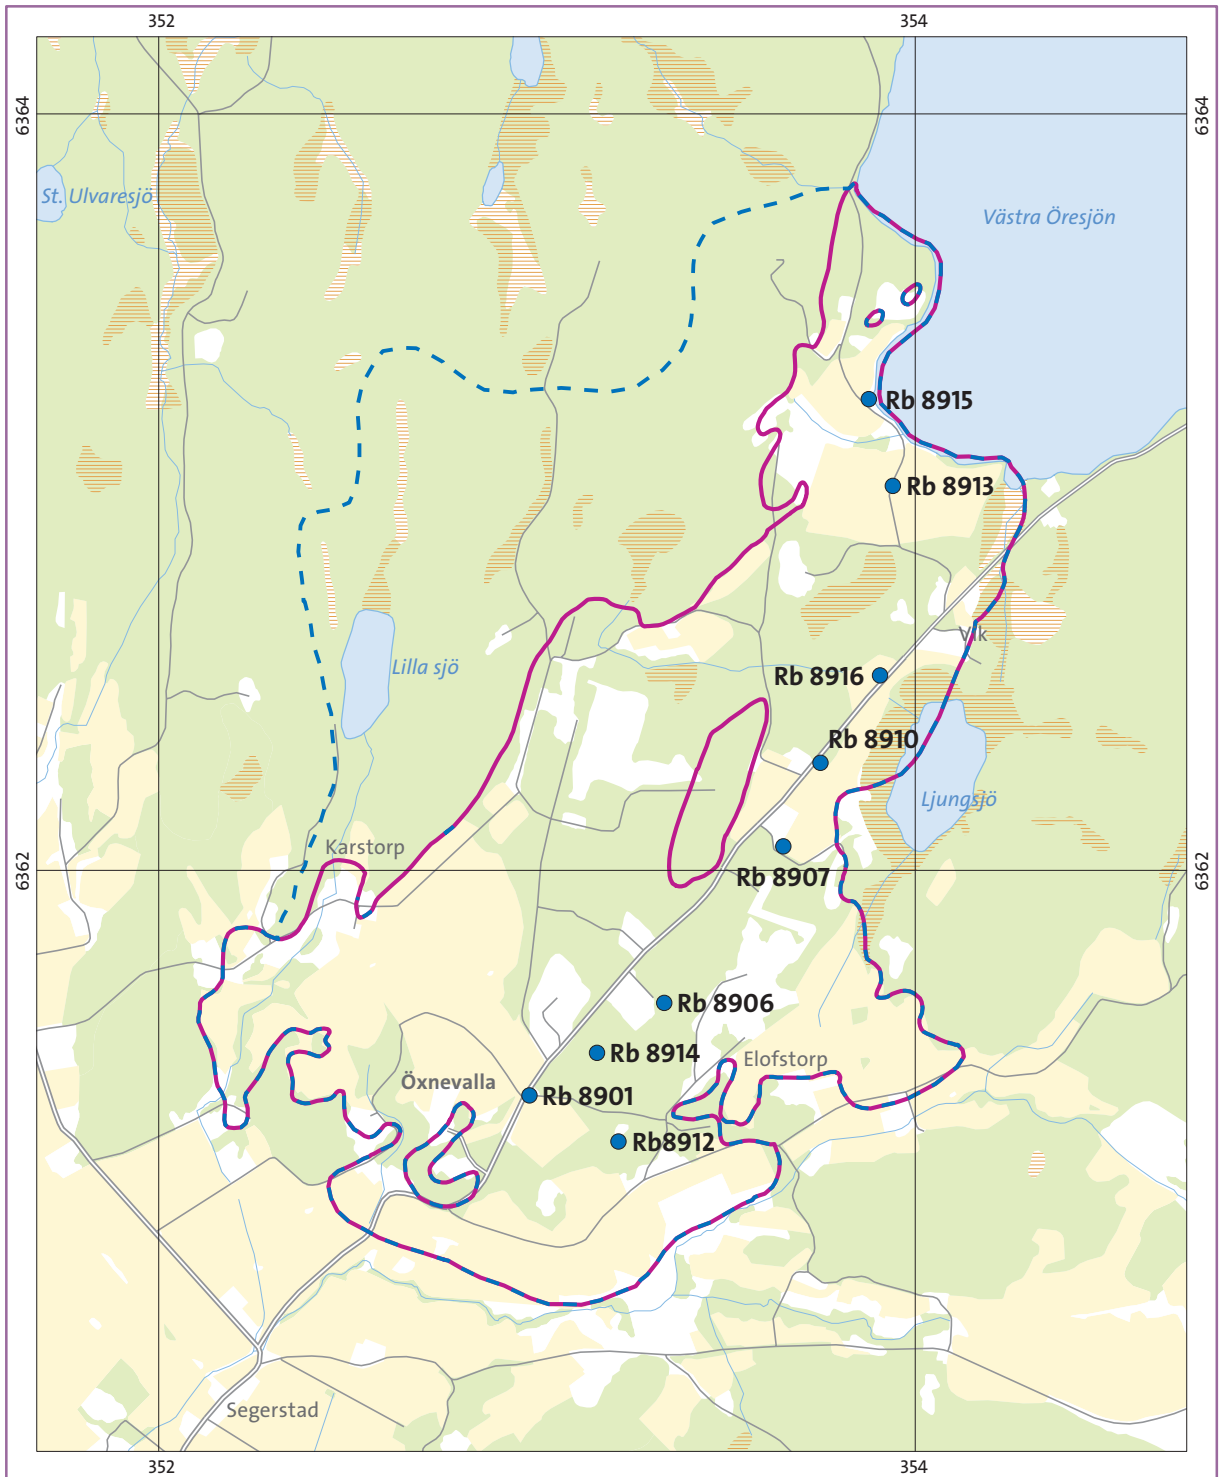 352
354
6364
6364
St. Ulvaresjö
Västra Öresjön
Rb 8915
Rb 8913
Vik
Lilla sjö
Rb 8916
Rb 8910
Ljungsjö
Karstorp
6362
6362
Rb 8907
Rb 8906
Rb 8914
Elofstorp
Öxnevalla
Rb 8901
Rb8912
Segerstad
352
354